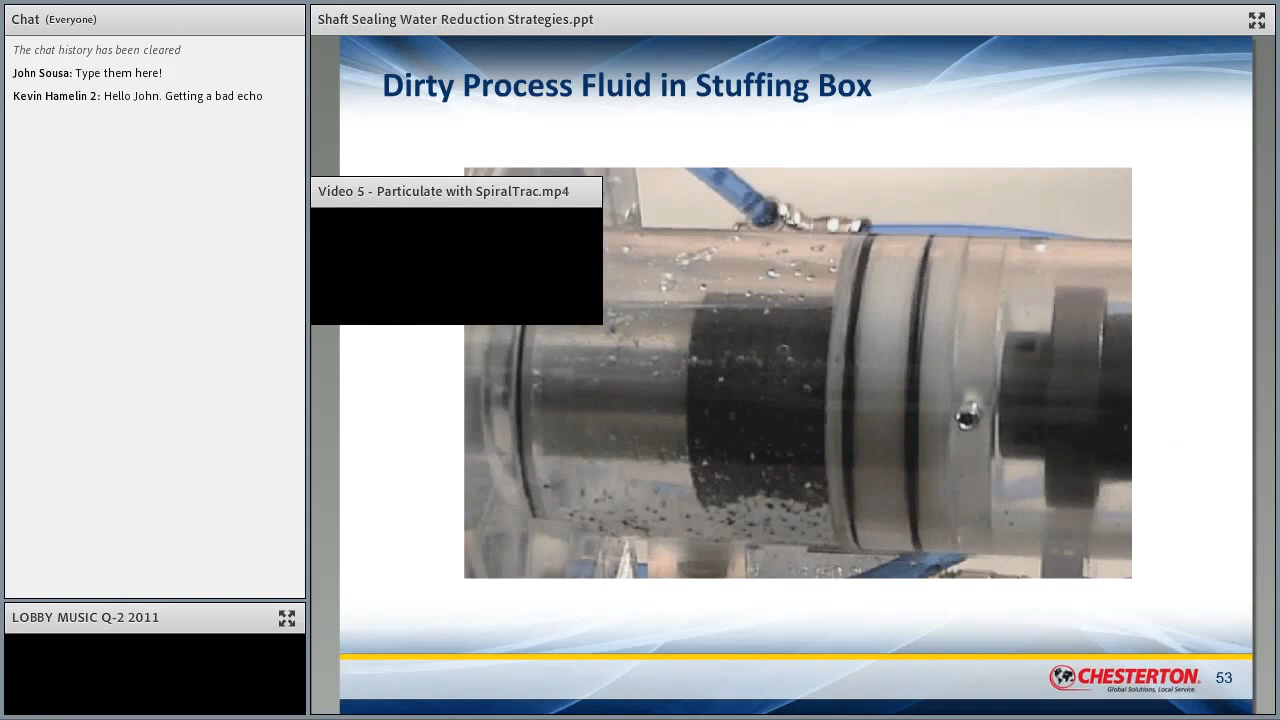 Chat (Everyone)
The chat history has been cleared
John Sousa: Type them here!
Kevin Hamelin 2: Hello John. Getting a bad echo
LOBBY MUSIC Q-2 2011
Shaft Sealing Water Reduction Strategies.ppt
Dirty Process Fluid in Stuffing Box
Video 5 - Particulate with SpiralTrac.mp4
CHESTERTON
Global Solutions, Local Service.
53